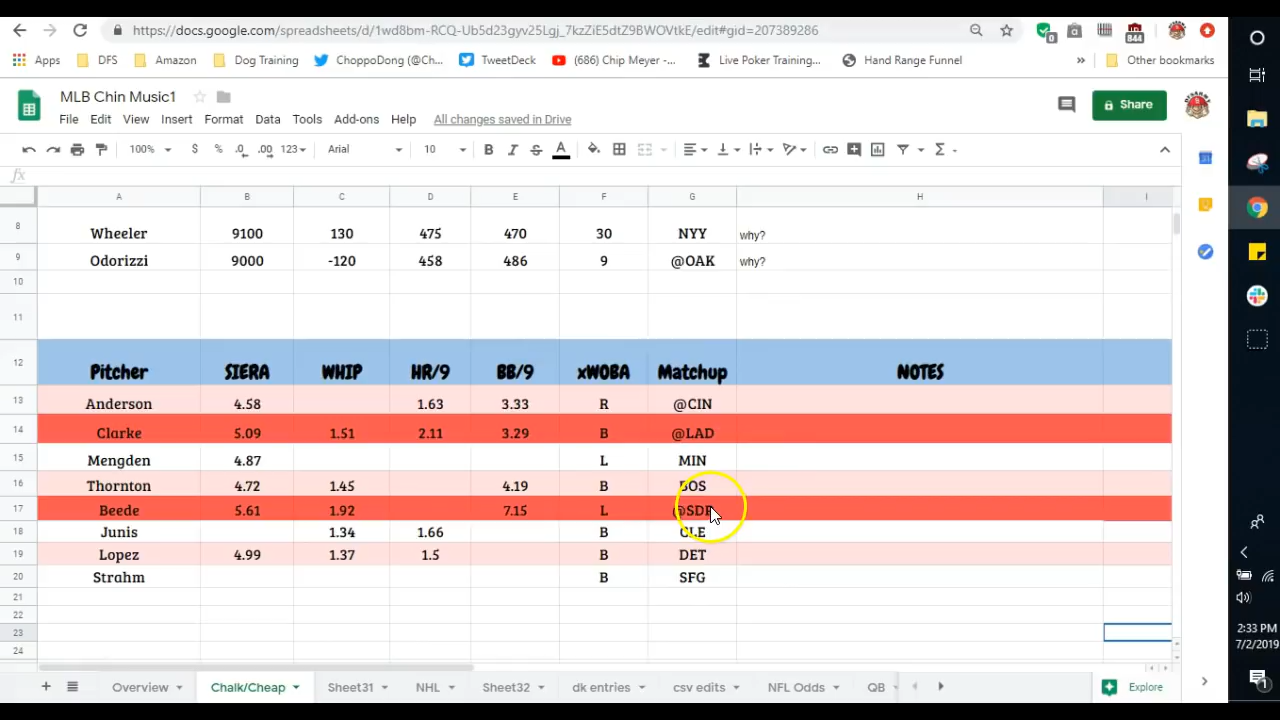 https://docs.google.com/spreadsheets/d/1wd8bm-RCQ-Ub5d23gyv25Lgj_7kzZiE5dtZ9BWOVtkE/edit#gid=207389286
0
844
Apps DFS Amazon Dog Training ChoppoDong (@Ch... TweetDeck (686) Chip Meyer -... Live Poker Training... Hand Range Funnel » Other bookmarks
MLB Chin Music1
Share
File Edit View Insert Format Data Tools Add-ons Help All changes saved in Drive
100% $ % .0 .00 123 Arial 10 B I S A Σ
fx
A B C D E F G H I
8 Wheeler 9100 130 475 470 30 NYY why?
9 Odorizzi 9000 -120 458 486 9 @OAK why?
10
11
12 Pitcher SIERA WHIP HR/9 BB/9 xWOBA Matchup NOTES
13 Anderson 4.58 1.63 3.33 R @CIN
14 Clarke 5.09 1.51 2.11 3.29 B @LAD
15 Mengden 4.87 L MIN
16 Thornton 4.72 1.45 4.19 B BOS
17 Beede 5.61 1.92 7.15 L @SDP
18 Junis 1.34 1.66 B CLE
19 Lopez 4.99 1.37 1.5 B DET
20 Strahm B SFG
21
22
23
24
+ Overview Chalk/Cheap Sheet31 NHL Sheet32 dk entries csv edits NFL Odds QB Explore
2:33 PM
7/2/2019
1